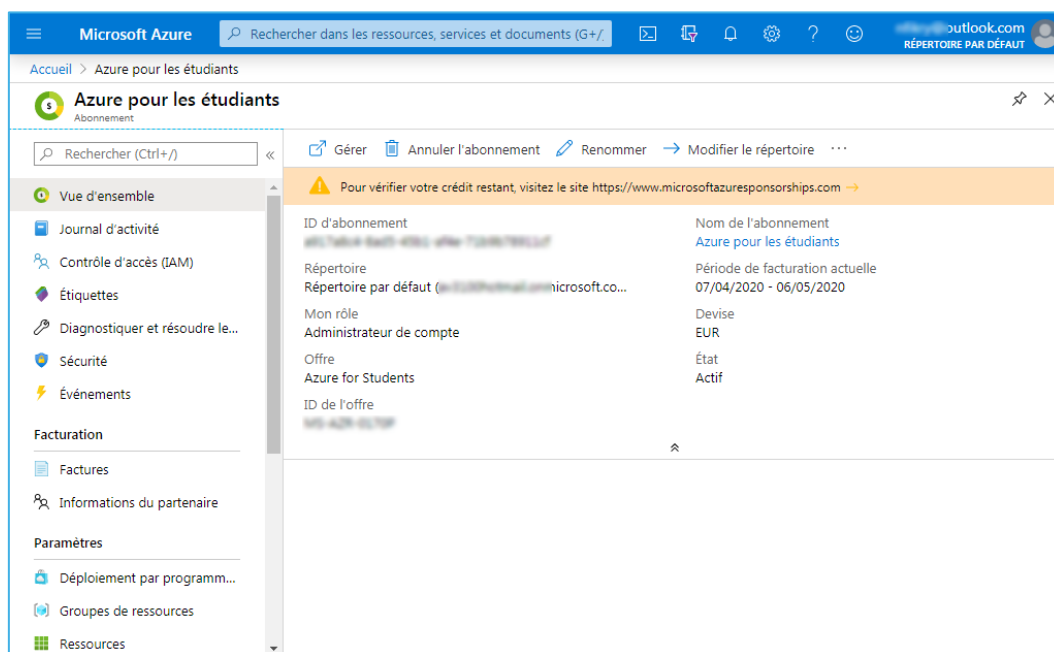 Microsoft Azure
Rechercher dans les ressources, services et documents (G+/
outlook.com
RÉPERTOIRE PAR DÉFAUT
Accueil > Azure pour les étudiants
Azure pour les étudiants
Abonnement
Rechercher (Ctrl+/)
«
Gérer
Annuler l'abonnement
Renommer
Modifier le répertoire
...
Pour vérifier votre crédit restant, visitez le site https://www.microsoftazuresponsorships.com →
Vue d'ensemble
Journal d'activité
Contrôle d'accès (IAM)
Étiquettes
Diagnostiquer et résoudre le...
Sécurité
Événements
Facturation
Factures
Informations du partenaire
Paramètres
Déploiement par programm...
Groupes de ressources
Ressources
ID d'abonnement
Répertoire
Répertoire par défaut ( icrosoft.co...
Mon rôle
Administrateur de compte
Offre
Azure for Students
ID de l'offre
Nom de l'abonnement
Azure pour les étudiants
Période de facturation actuelle
07/04/2020 - 06/05/2020
Devise
EUR
État
Actif